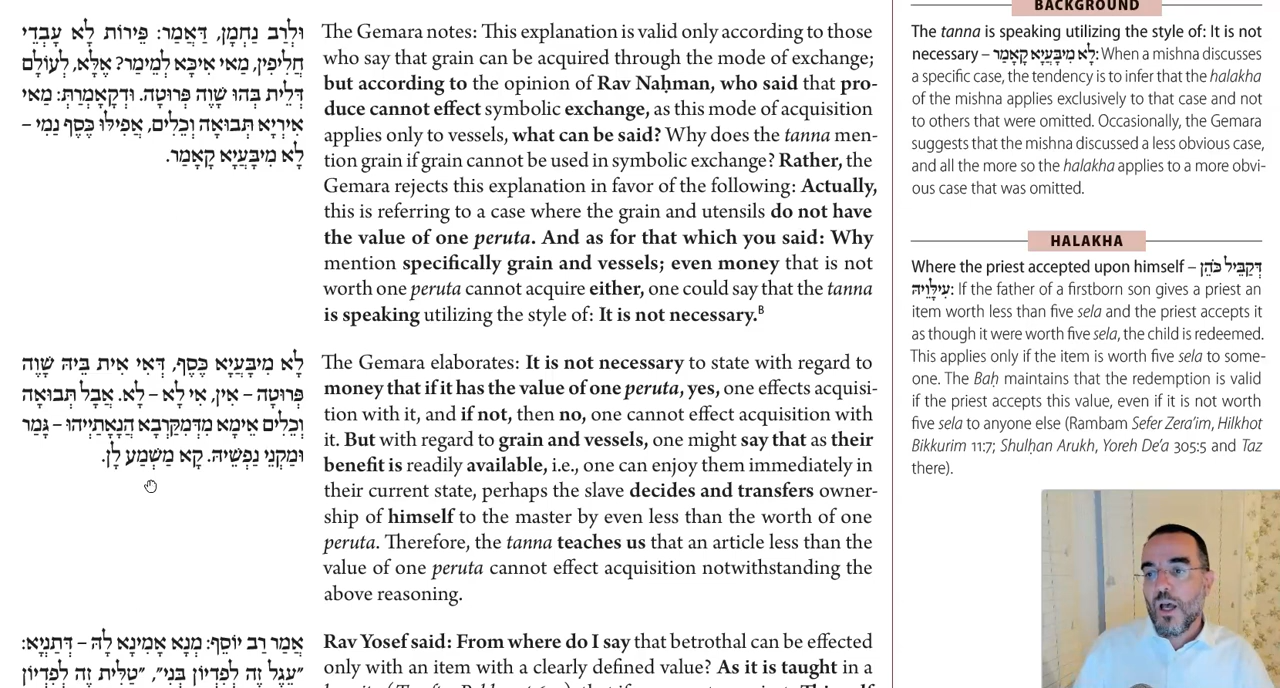 וּלְרַב נַחְמָן, דַּאֲמַר: פֵּירוֹת לָא עָבְדִי
חֲלִיפִין, מַאי אִיכָּא לְמֵימַר? אֶלָּא, לְעוֹלָם
דְּלֵית בְּהוּ שָׁוֶה פְּרוּטָה. וּדְקָאָמְרַתְּ: מַאי
אִירְיָא תְּבוּאָה וְכֵלִים, אֲפִילּוּ כֶּסֶף נַמִי –
לָא מִיבָּעֲיָא קָאָמַר.
The Gemara notes: This explanation is valid only according to those
who say that grain can be acquired through the mode of exchange;
but according to the opinion of Rav Naḥman, who said that pro-
duce cannot effect symbolic exchange, as this mode of acquisition
applies only to vessels, what can be said? Why does the tanna men-
tion grain if grain cannot be used in symbolic exchange? Rather, the
Gemara rejects this explanation in favor of the following: Actually,
this is referring to a case where the grain and utensils do not have
the value of one peruta. And as for that which you said: Why
mention specifically grain and vessels; even money that is not
worth one peruta cannot acquire either, one could say that the tanna
is speaking utilizing the style of: It is not necessary.B
לָא מִיבָּעֲיָא כֶּסֶף, דְּאִי אִית בֵּיהּ שָׁוֶה
פְּרוּטָה – אִין, אִי לָא – לָא. אֲבָל תְּבוּאָה
וְכֵלִים אֵימָא מִדְּמִקָּרְבָא הֲנָאָתַיְיהוּ – גָּמַר
וּמַקְנֵי נַפְשֵׁיהּ. קָא מַשְׁמַע לָן.
The Gemara elaborates: It is not necessary to state with regard to
money that if it has the value of one peruta, yes, one effects acquisi-
tion with it, and if not, then no, one cannot effect acquisition with
it. But with regard to grain and vessels, one might say that as their
benefit is readily available, i.e., one can enjoy them immediately in
their current state, perhaps the slave decides and transfers owner-
ship of himself to the master by even less than the worth of one
peruta. Therefore, the tanna teaches us that an article less than the
value of one peruta cannot effect acquisition notwithstanding the
above reasoning.
אָמַר רַב יוֹסֵף: מְנָא אָמִינָא לָהּ – דְּתַנְיָא:
״עֵגֶל זֶה לְפִדְיוֹן בְּנִי״, ״טַלִּית זֶה לְפִדְיוֹן
Rav Yosef said: From where do I say that betrothal can be effected
only with an item with a clearly defined value? As it is taught in a
BACKGROUND
The tanna is speaking utilizing the style of: It is not
necessary – לָא מִיבָּעֲיָא קָאָמַר: When a mishna discusses
a specific case, the tendency is to infer that the halakha
of the mishna applies exclusively to that case and not
to others that were omitted. Occasionally, the Gemara
suggests that the mishna discussed a less obvious case,
and all the more so the halakha applies to a more obvi-
ous case that was omitted.
HALAKHA
Where the priest accepted upon himself – דְּקַבֵּיל כֹּהֵן
עִילָּוֵיהּ: If the father of a firstborn son gives a priest an
item worth less than five sela and the priest accepts it
as though it were worth five sela, the child is redeemed.
This applies only if the item is worth five sela to some-
one. The Baḥ maintains that the redemption is valid
if the priest accepts this value, even if it is not worth
five sela to anyone else (Rambam Sefer Zera'im, Hilkhot
Bikkurim 11:7; Shulḥan Arukh, Yoreh De'a 305:5 and Taz
there).